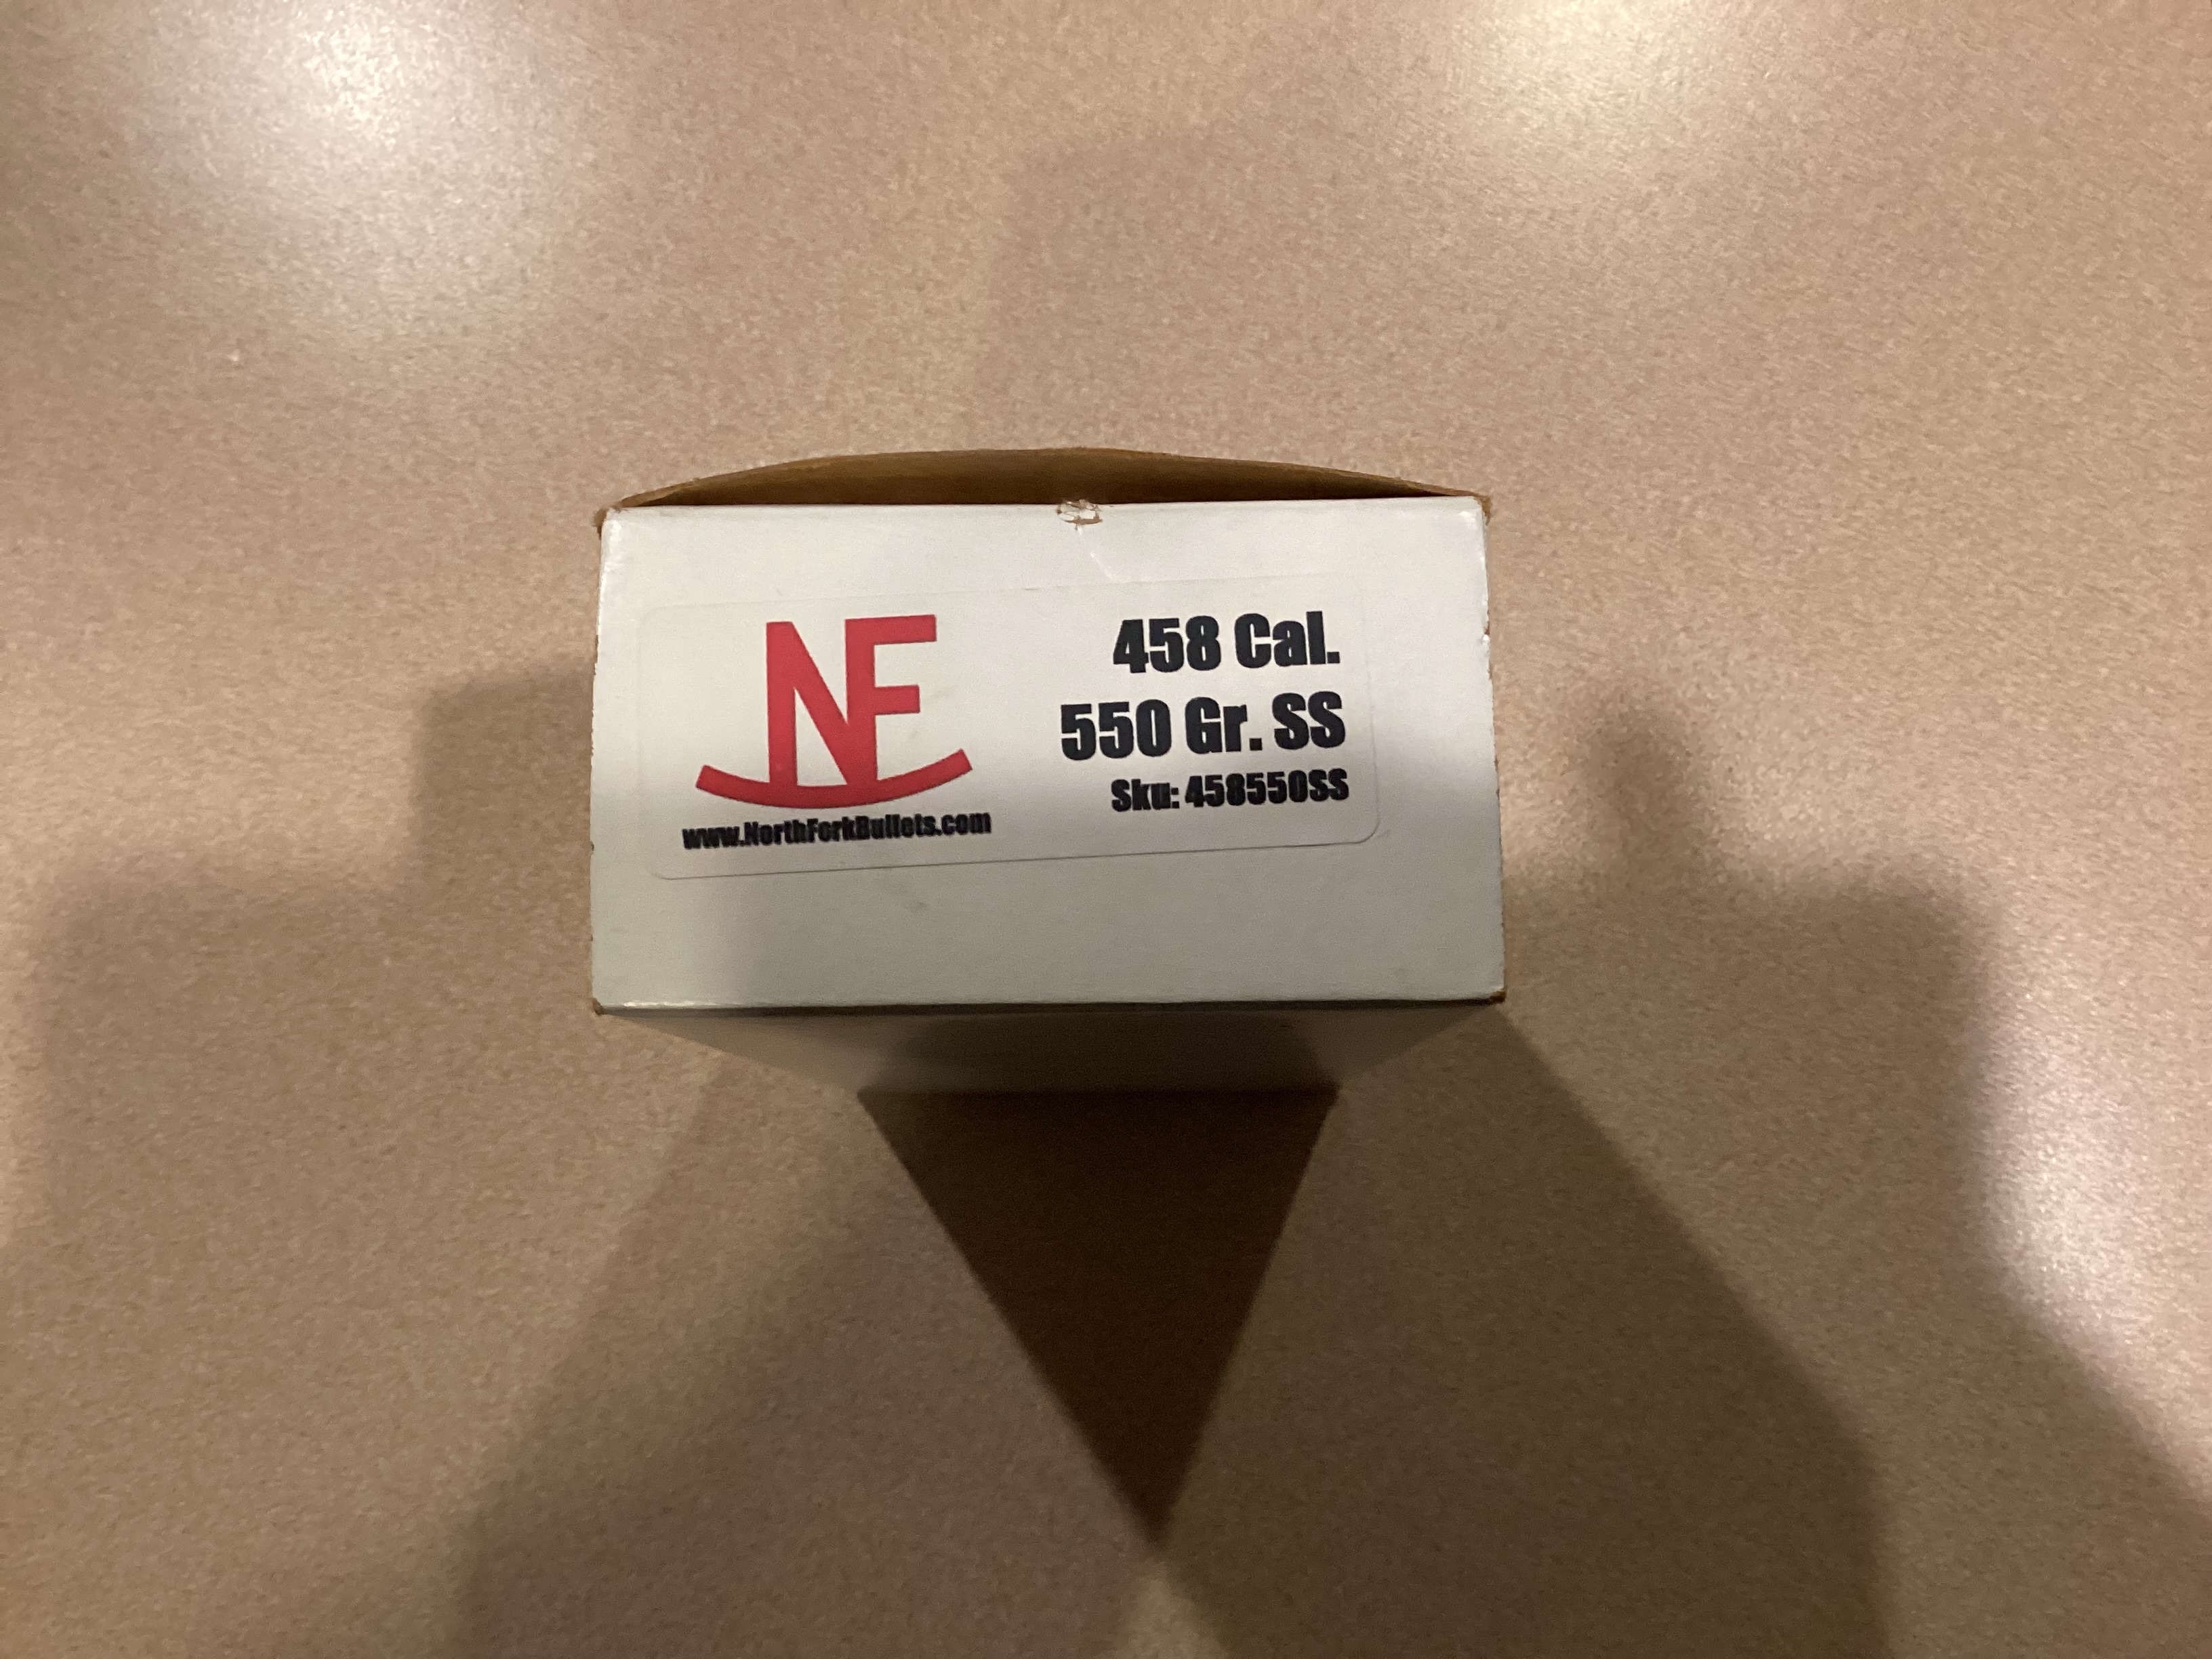 NF
www.NorthForkBullets.com
458 Cal.
550 Gr. SS
Sku: 458550SS